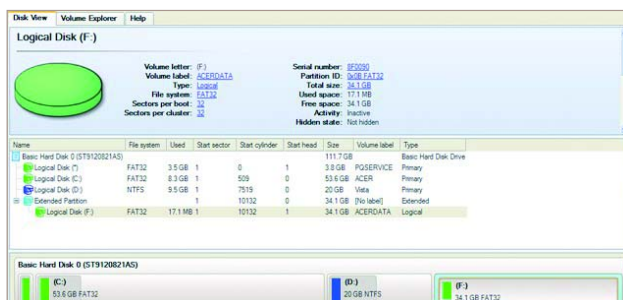 Disk View Volume Explorer Help
Logical Disk (F:)
Volume letter: (F:)
Volume label: ACERDATA
Type: Logical
File system: FAT32
Sectors per boot: 32
Sectors per cluster: 32
Serial number: 8F0090
Partition ID: 0x0B FAT32
Total size: 34.1 GB
Used space: 17.1 MB
Free space: 34.1 GB
Activity: Inactive
Hidden state: Not hidden
Name File system Used Start sector Start cylinder Start head Size Volume label Type
Basic Hard Disk 0 (ST9120821AS) 111.7 GB Basic Hard Disk Drive
Logical Disk (*) FAT32 3.5 GB 1 0 1 3.8 GB PQSERVICE Primary
Logical Disk (C:) FAT32 8.3 GB 1 509 0 53.6 GB ACER Primary
Logical Disk (D:) NTFS 9.5 GB 1 7519 0 20 GB Vista Primary
Extended Partition 1 10132 0 34.1 GB [No label] Extended
Logical Disk (F:) FAT32 17.1 MB 1 10132 1 34.1 GB ACERDATA Logical
Basic Hard Disk 0 (ST9120821AS)
(C:) (D:) (F:)
53.6 GB FAT32 20 GB NTFS 34.1 GB FAT32